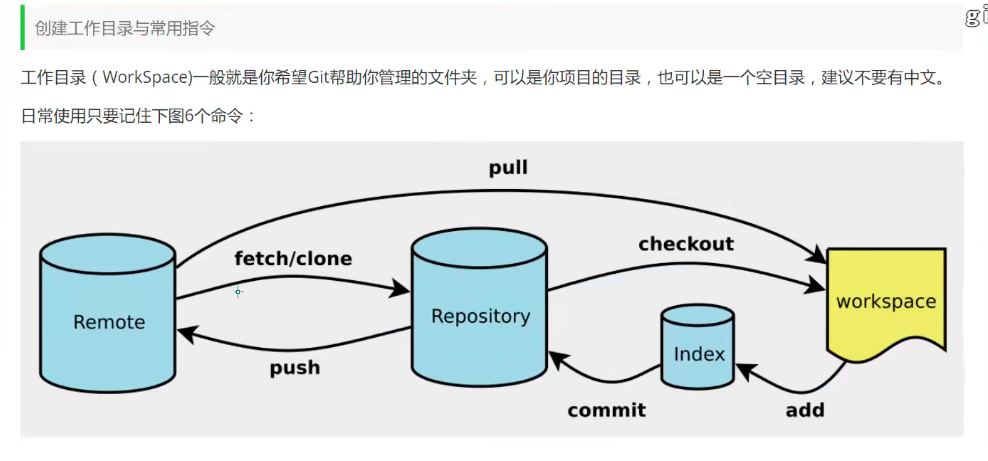 创建工作目录与常用指令
工作目录（WorkSpace)一般就是你希望Git帮助你管理的文件夹，可以是你项目的目录，也可以是一个空目录，建议不要有中文。
日常使用只要记住下图6个命令：
pull
fetch/clone
checkout
Remote
Repository
workspace
Index
push
commit
add